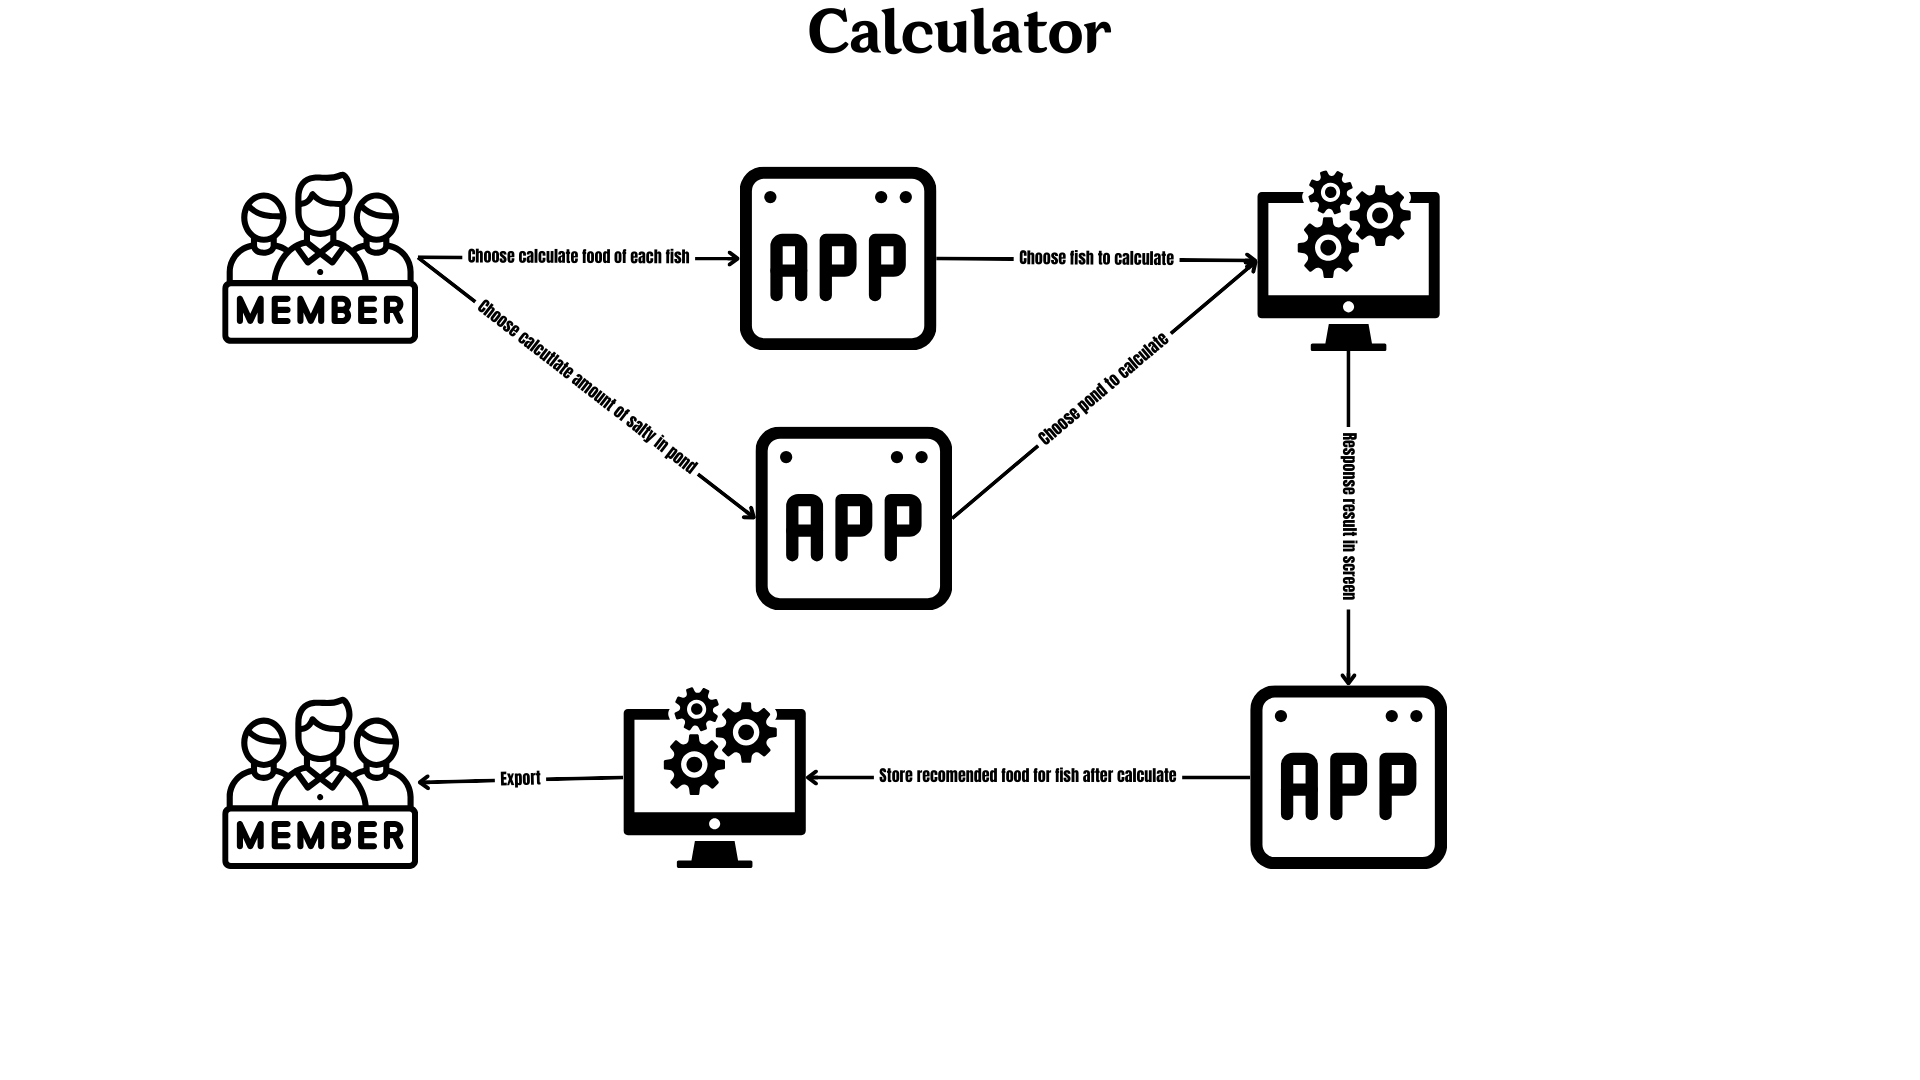 Calculator
MEMBER
Choose calculate food of each fish
APP
Choose fish to calculate
Choose calcutlate amount of salty in pond
APP
Choose pond to calculate
Response result in screen
MEMBER
Export
Store recomended food for fish after calculate
APP